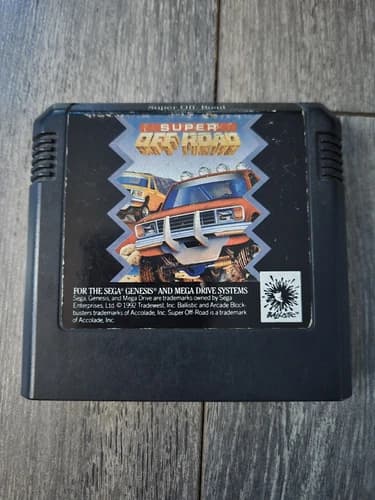 Super Off-Road
SUPER
OFF ROAD
FOR THE SEGA® GENESIS® AND MEGA DRIVE SYSTEMS
Sega, Genesis, and Mega Drive are trademarks owned by Sega
Enterprises, Ltd. © 1992 Tradewest, Inc. Ballistic and Arcade Block-
busters trademarks of Accolade, Inc. Super Off-Road is a trademark
of Accolade, Inc.
BALLISTIC